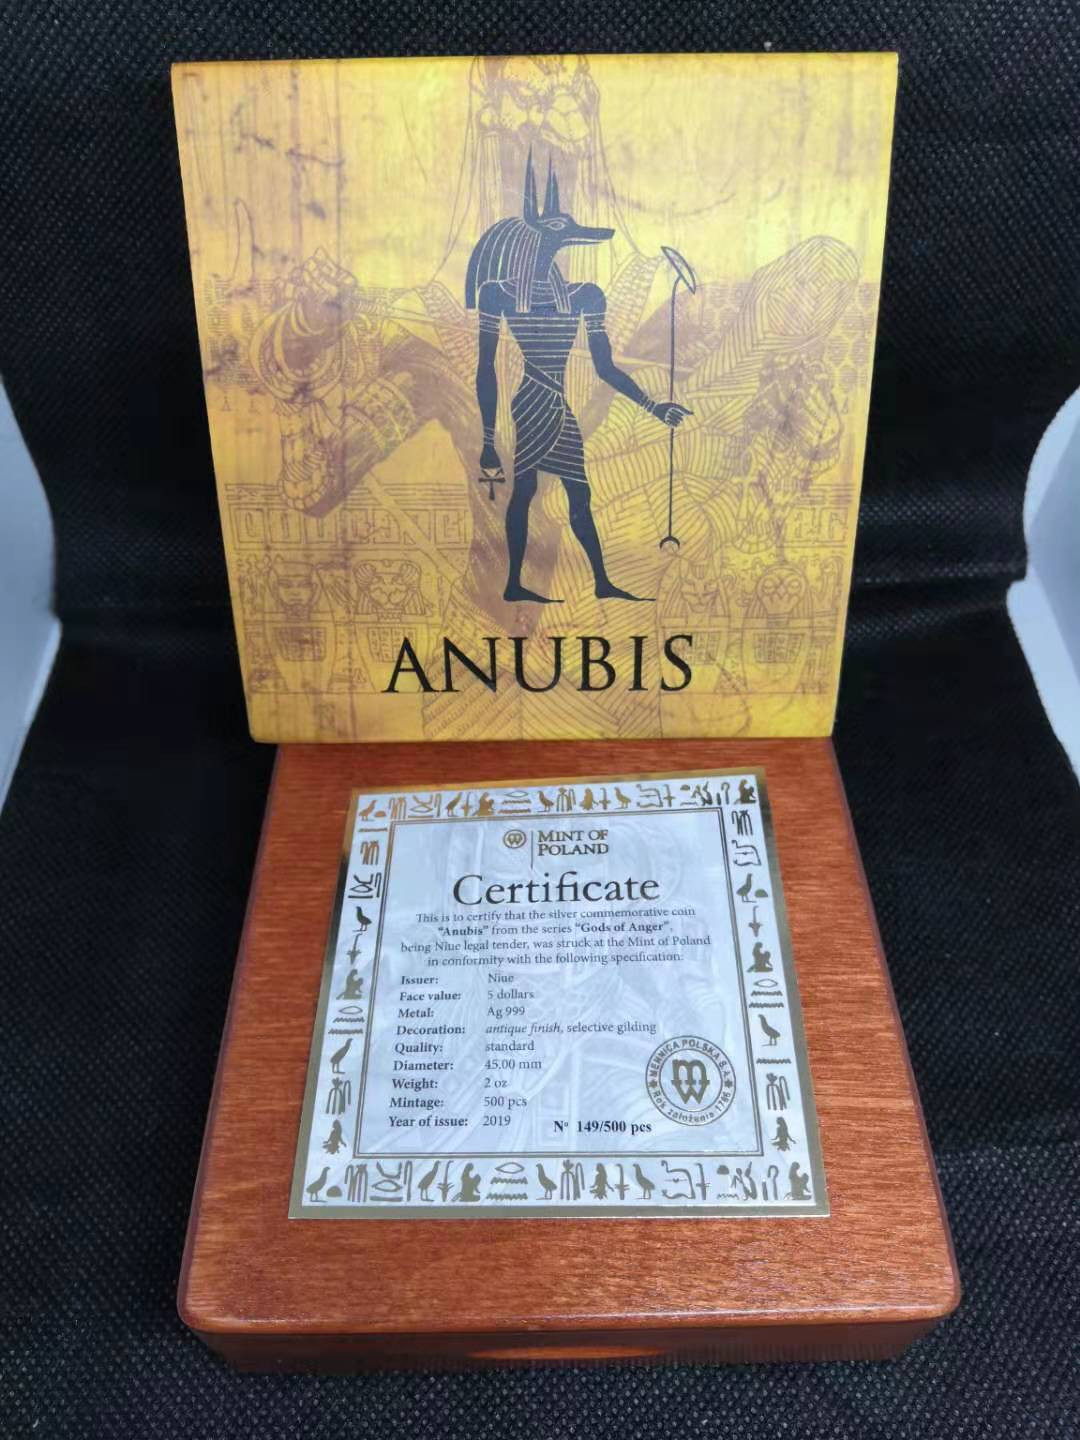 ANUBIS
MINT OF
POLAND
Certificate
This is to certify that the silver commemorative coin
"Anubis" from the series "Gods of Anger",
being Niue legal tender, was struck at the Mint of Poland
in conformity with the following specification:
Issuer: Niue
Face value: 5 dollars
Metal: Ag 999
Decoration: antique finish, selective gilding
Quality: standard
Diameter: 45.00 mm
Weight: 2 oz
Mintage: 500 pcs
Year of issue: 2019
Nº 149/500 pcs
MENNICA POLSKA S.A.
Rok założenia 1766